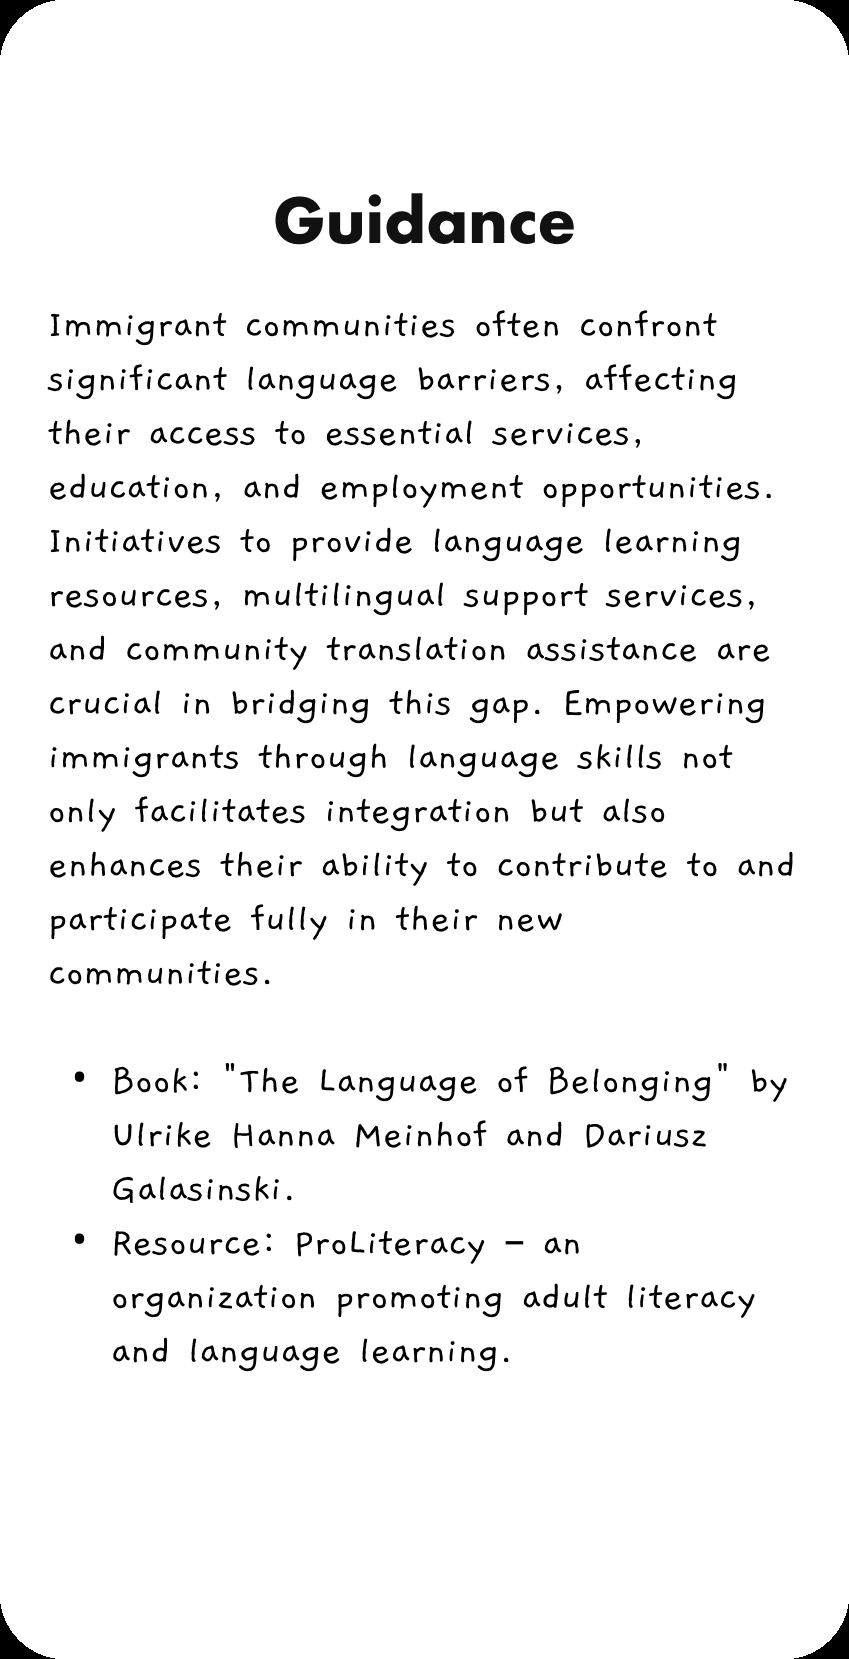 Guidance
Immigrant communities often confront
significant language barriers, affecting
their access to essential services,
education, and employment opportunities.
Initiatives to provide language learning
resources, multilingual support services,
and community translation assistance are
crucial in bridging this gap. Empowering
immigrants through language skills not
only facilitates integration but also
enhances their ability to contribute to and
participate fully in their new
communities.
• Book: "The Language of Belonging" by
Ulrike Hanna Meinhof and Dariusz
Galasinski.
• Resource: ProLiteracy – an
organization promoting adult literacy
and language learning.